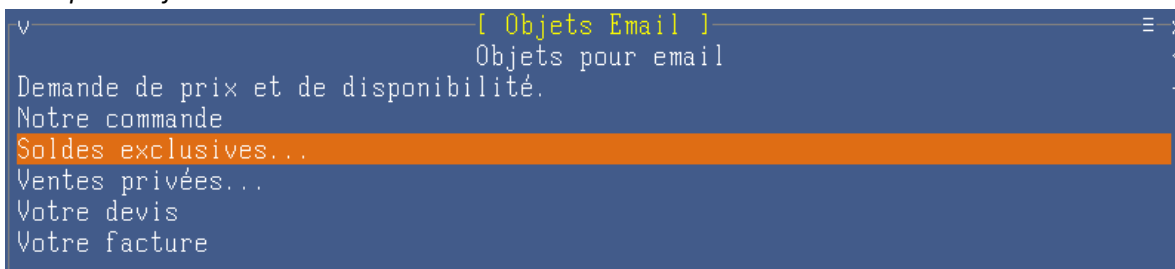 [ Objets Email ]
Objets pour email
Demande de prix et de disponibilité.
Notre commande
Soldes exclusives...
Ventes privées...
Votre devis
Votre facture